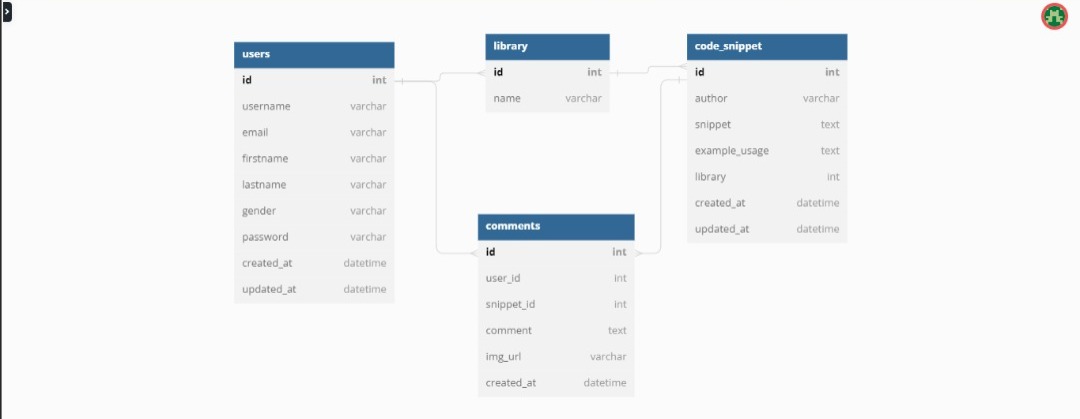 users
id int
username varchar
email varchar
firstname varchar
lastname varchar
gender varchar
password varchar
created_at datetime
updated_at datetime
library
id int
name varchar
code_snippet
id int
author varchar
snippet text
example_usage text
library int
created_at datetime
updated_at datetime
comments
id int
user_id int
snippet_id int
comment text
img_url varchar
created_at datetime